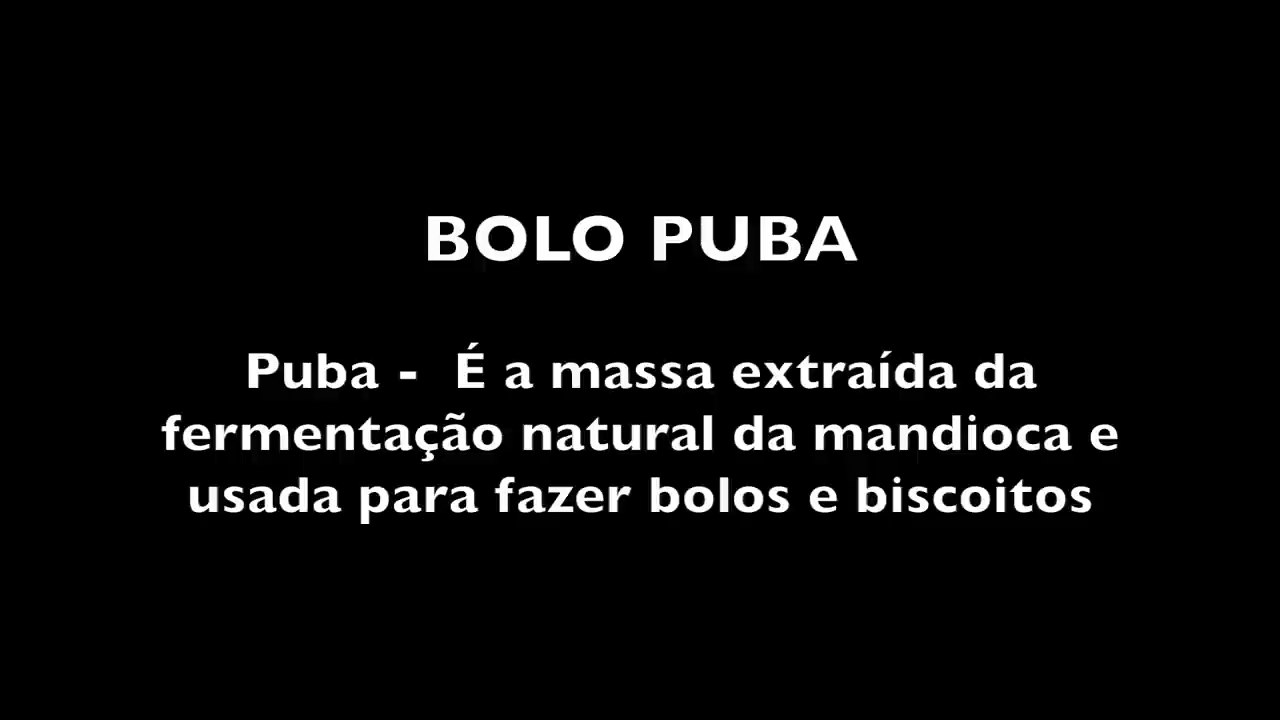 BOLO PUBA
Puba -  É a massa extraída da
fermentação natural da mandioca e
usada para fazer bolos e biscoitos